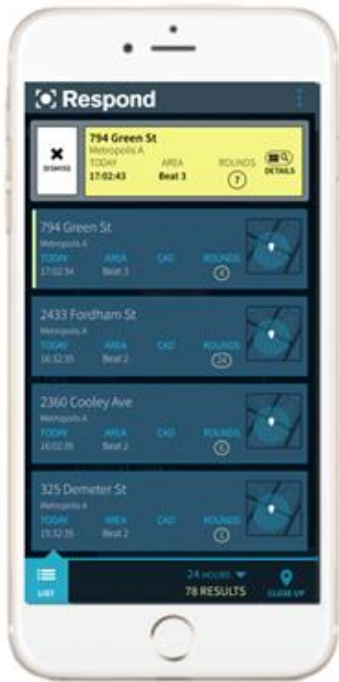 Respond
794 Green St
Metropolis A
TODAY AREA ROUNDS
17:02:43 Beat 3 7
DISMISS
DETAILS
794 Green St
Metropolis A
TODAY AREA CAD ROUNDS
17:02:34 Beat 3 4
2433 Fordham St
Metropolis A
TODAY AREA CAD ROUNDS
16:32:35 Beat 2 24
2360 Cooley Ave
Metropolis A
TODAY AREA CAD ROUNDS
16:02:35 Beat 2
325 Demeter St
Metropolis A
TODAY AREA CAD ROUNDS
15:32:35 Beat 2
LIST
24 HOURS
78 RESULTS
CLOSE UP